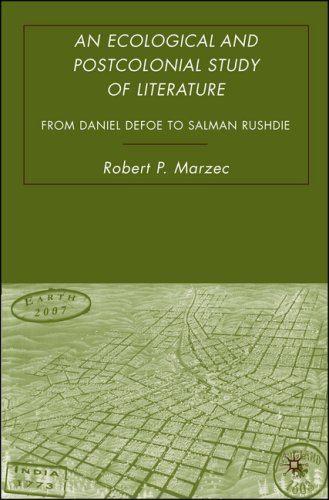 AN ECOLOGICAL AND
POSTCOLONIAL STUDY
OF LITERATURE
FROM DANIEL DEFOE TO SALMAN RUSHDIE
Robert P. Marzec
EARTH
2007
INDIA
1773